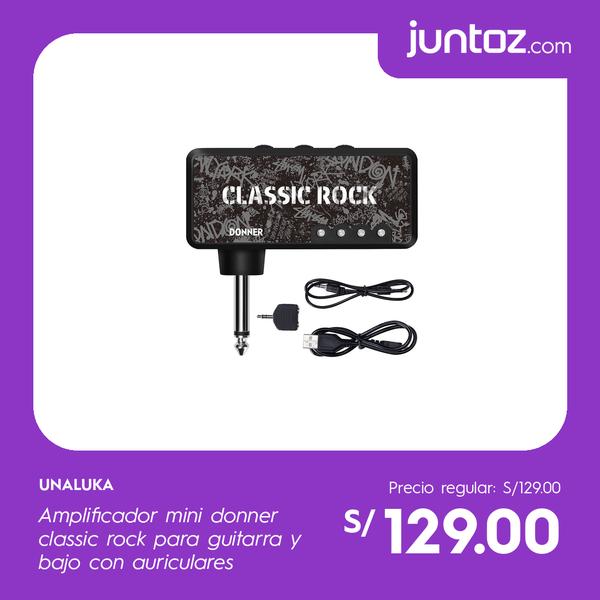 juntoz.com
CLASSIC ROCK
DONNER
UNALUKA
Amplificador mini donner
classic rock para guitarra y
bajo con auriculares
Precio regular: S/129.00
S/129.00